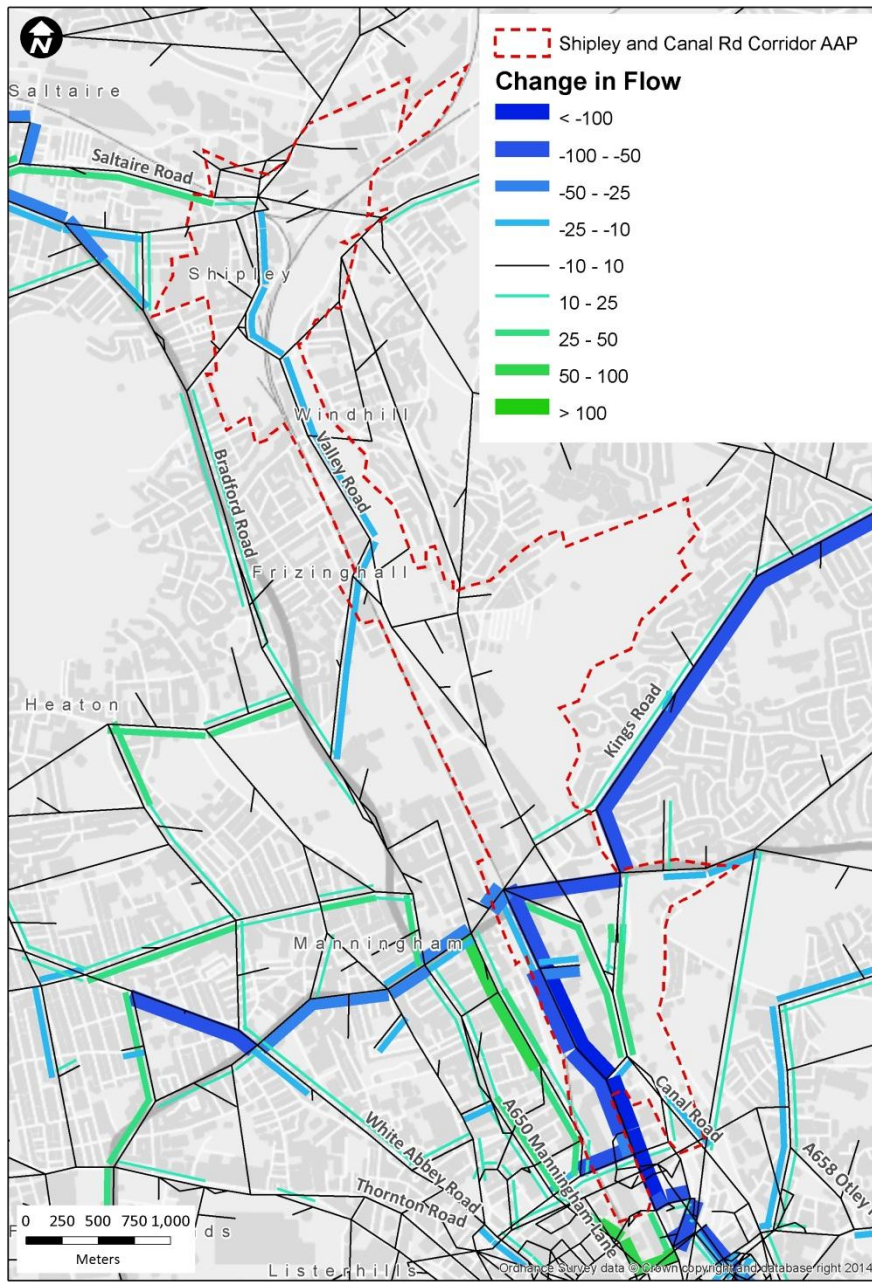 N
Shipley and Canal Rd Corridor AAP
Change in Flow
< -100
-100 - -50
-50 - -25
-25 - -10
-10 - 10
10 - 25
25 - 50
50 - 100
> 100
Saltaire
Saltaire Road
Shipley
Windhill
Valley Road
Bradford Road
Frizinghall
Heaton
Kings Road
Manningham
Canal Road
A650 Manningham Lane
White Abbey Road
Thornton Road
A658 Otley
Listerhills
0 250 500 750 1,000
Meters
Ordnance Survey data © Crown copyright and database right 2014